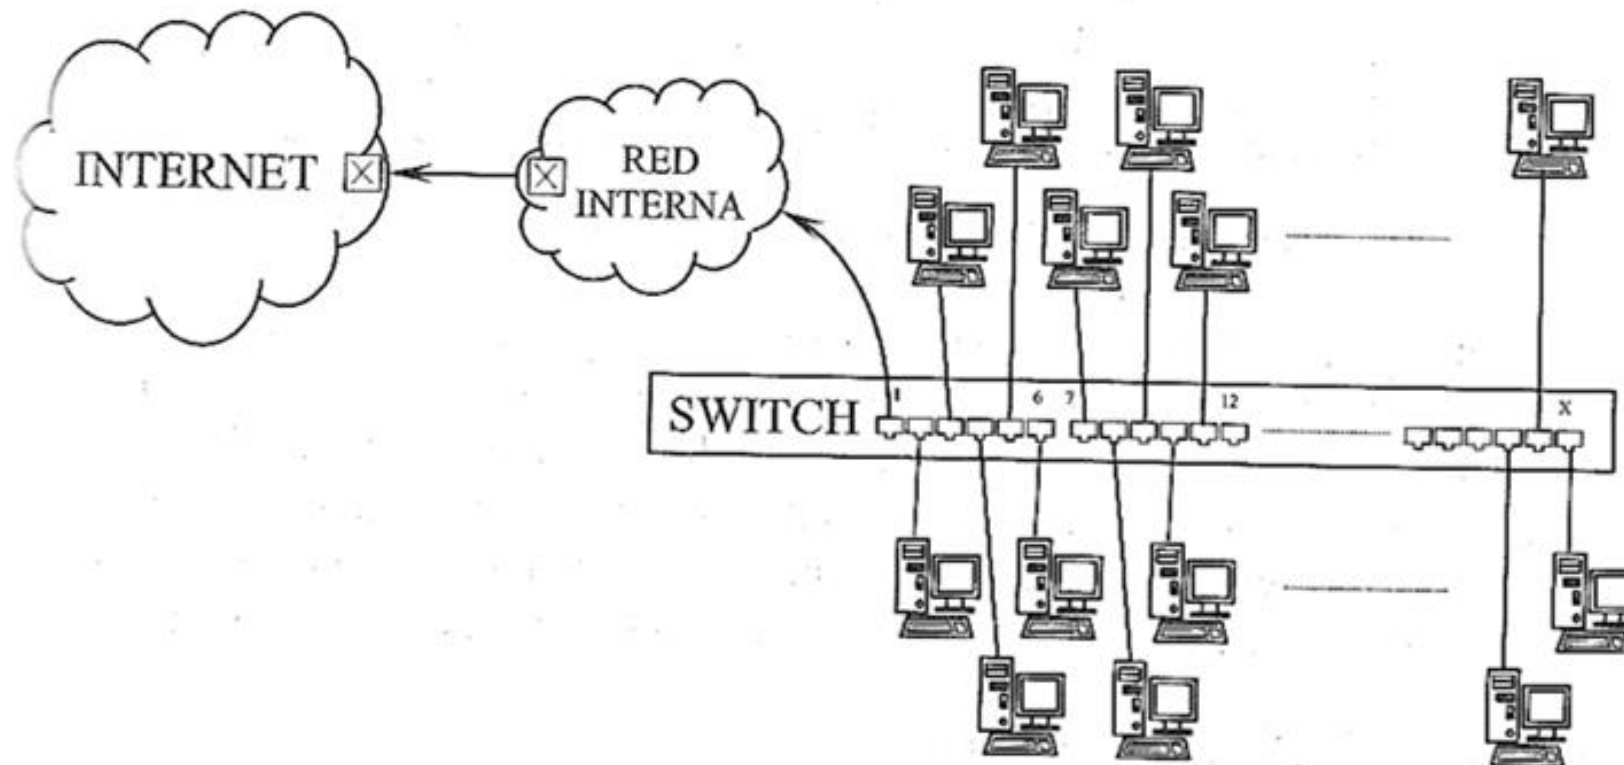 INTERNET
X
X
RED
INTERNA
SWITCH
1
6
7
12
X